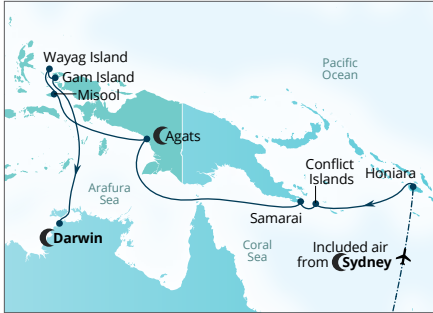 Wayag Island
Gam Island
Misool
Pacific
Ocean
Agats
Conflict
Islands
Honiara
Arafura
Sea
Samarai
Darwin
Coral
Sea
Included air
from Sydney